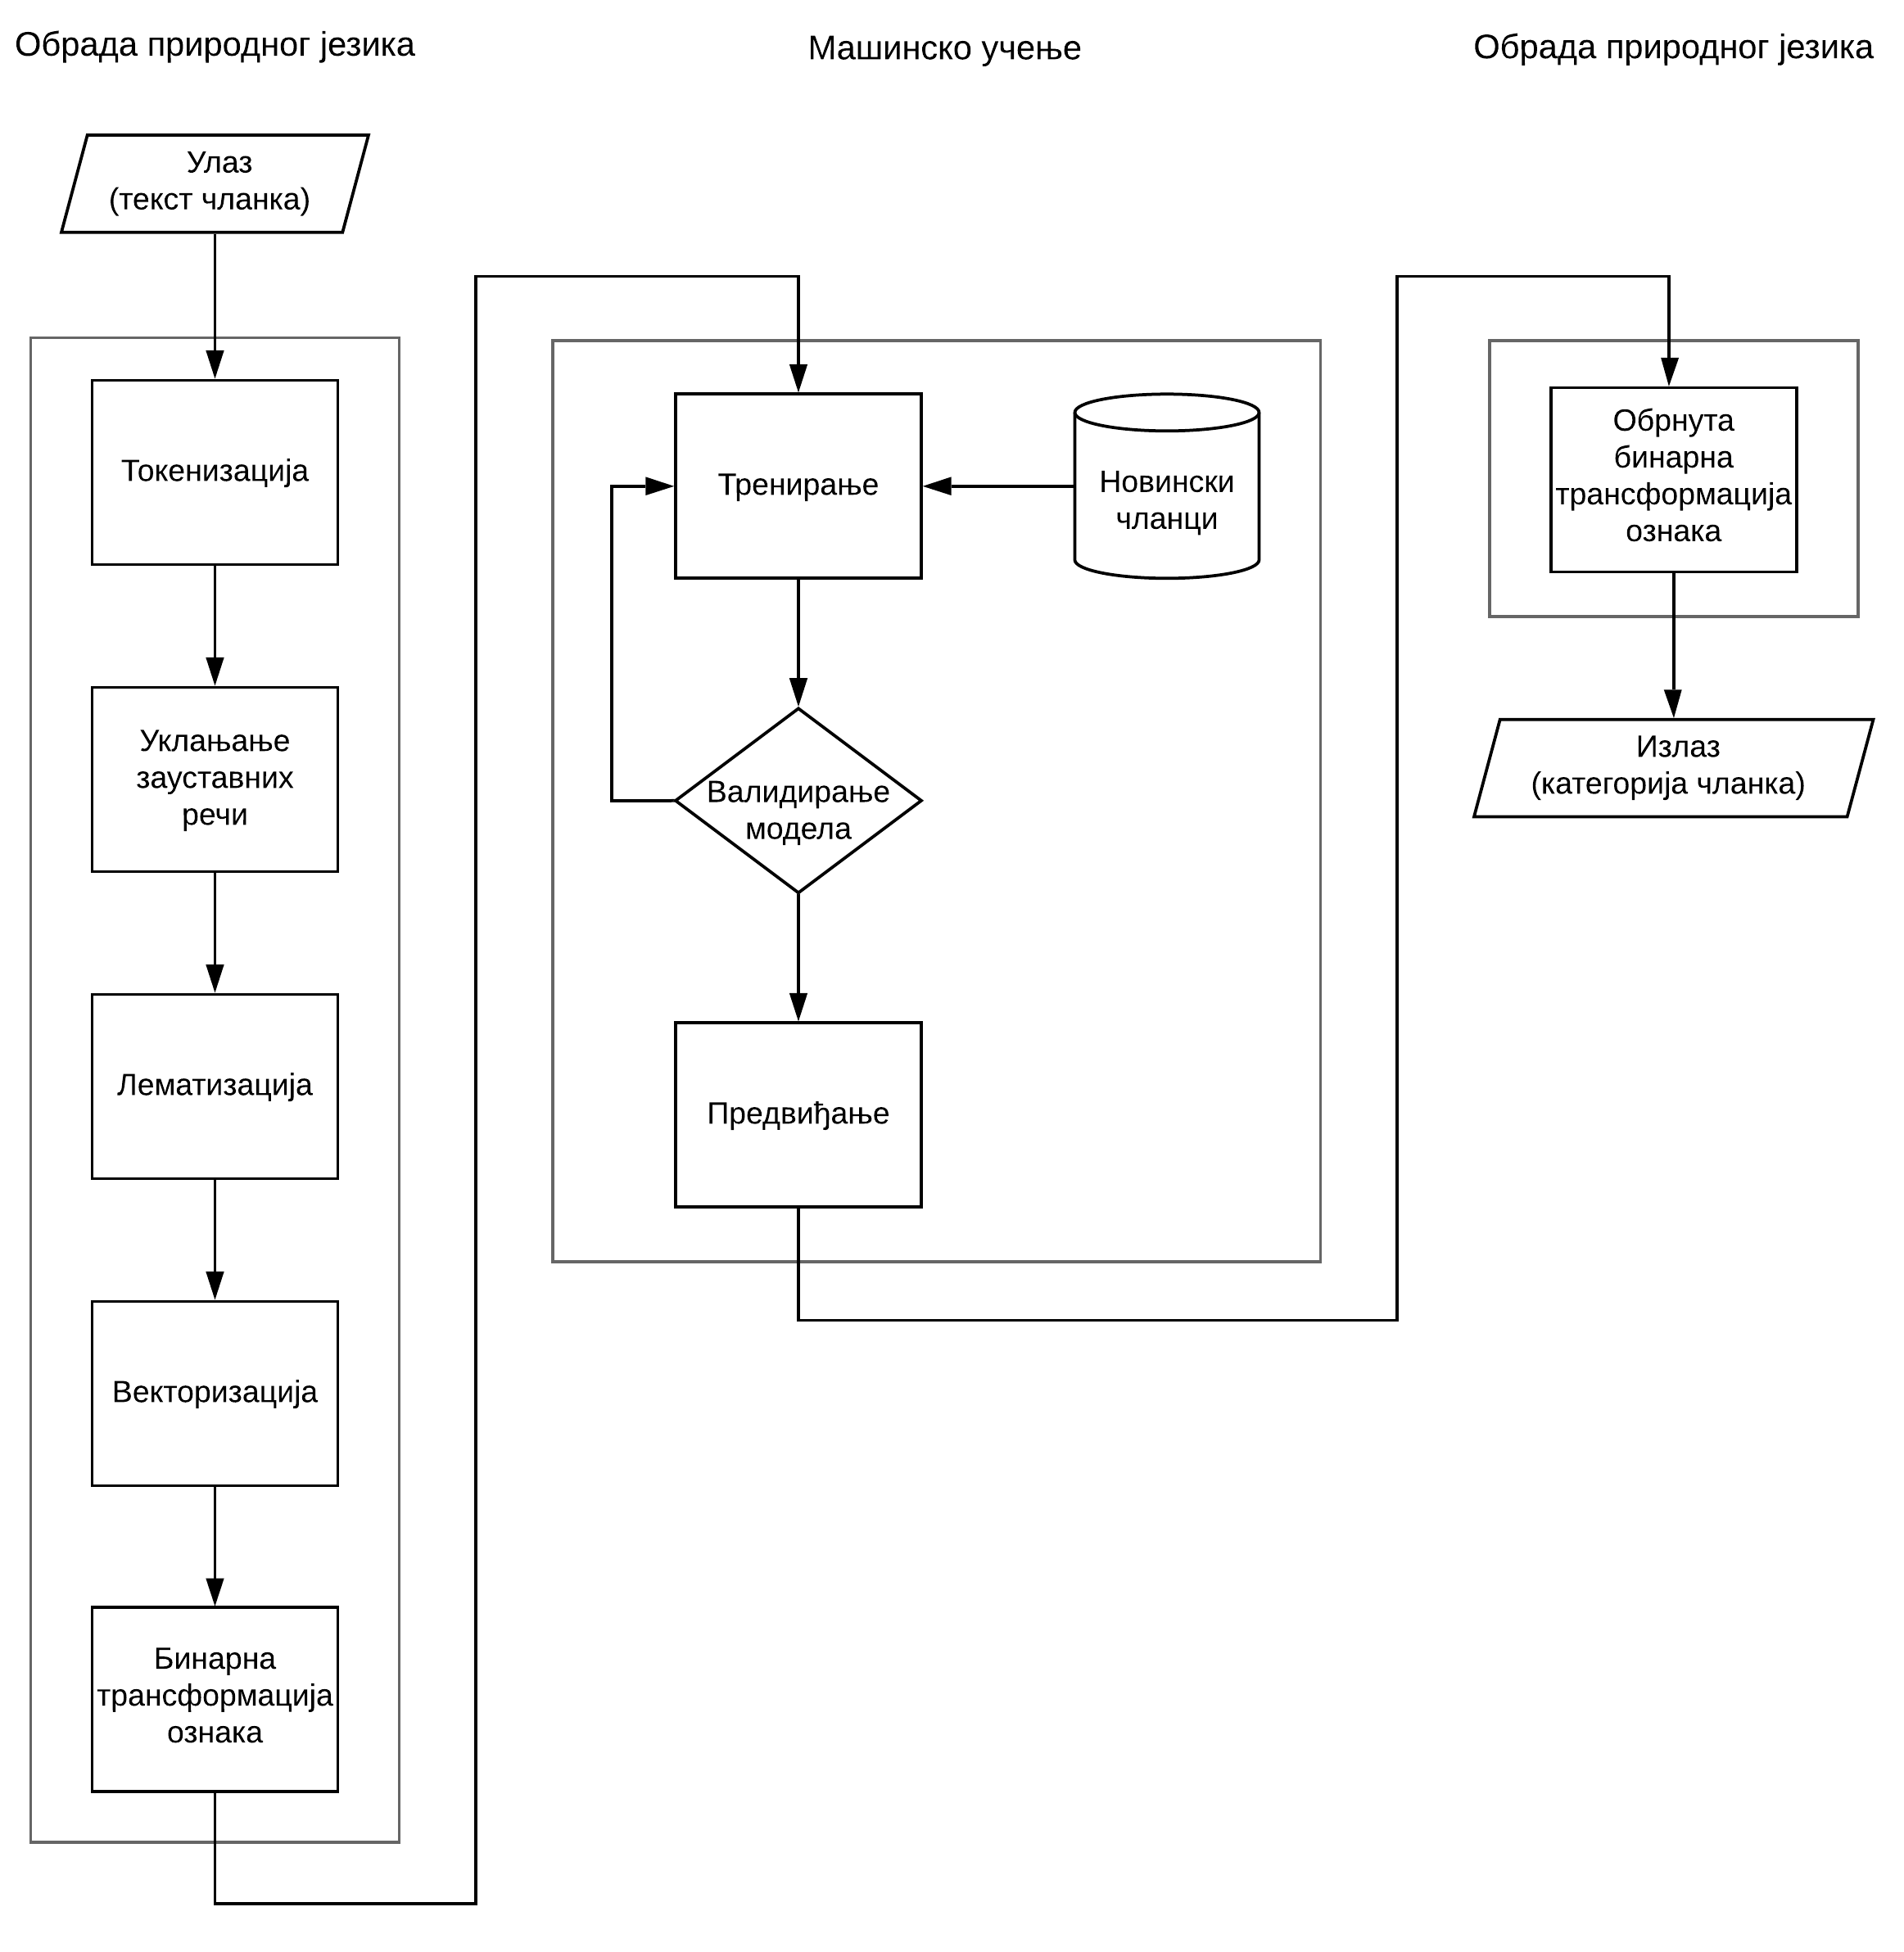 Обрада природног језика
Машинско учење
Обрада природног језика
Улаз
(текст чланка)
Токенизација
Уклањање
зауставних
речи
Лематизација
Векторизација
Бинарна
трансформација
ознака
Тренирање
Новински
чланци
Валидирање
модела
Предвиђање
Обрнута
бинарна
трансформација
ознака
Излаз
(категорија чланка)